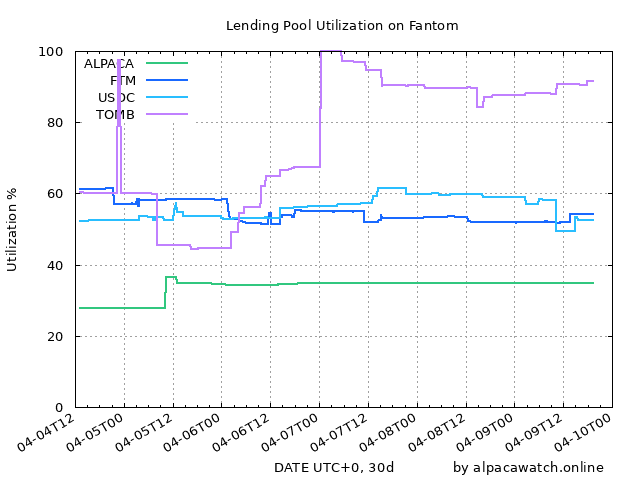 Lending Pool Utilization on Fantom
Utilization %
100
80
60
40
20
0
ALPACA
FTM
USDC
TOMB
04-04T12
04-05T00
04-05T12
04-06T00
04-06T12
04-07T00
04-07T12
04-08T00
04-08T12
04-09T00
04-09T12
04-10T00
DATE UTC+0, 30d
by alpacawatch.online